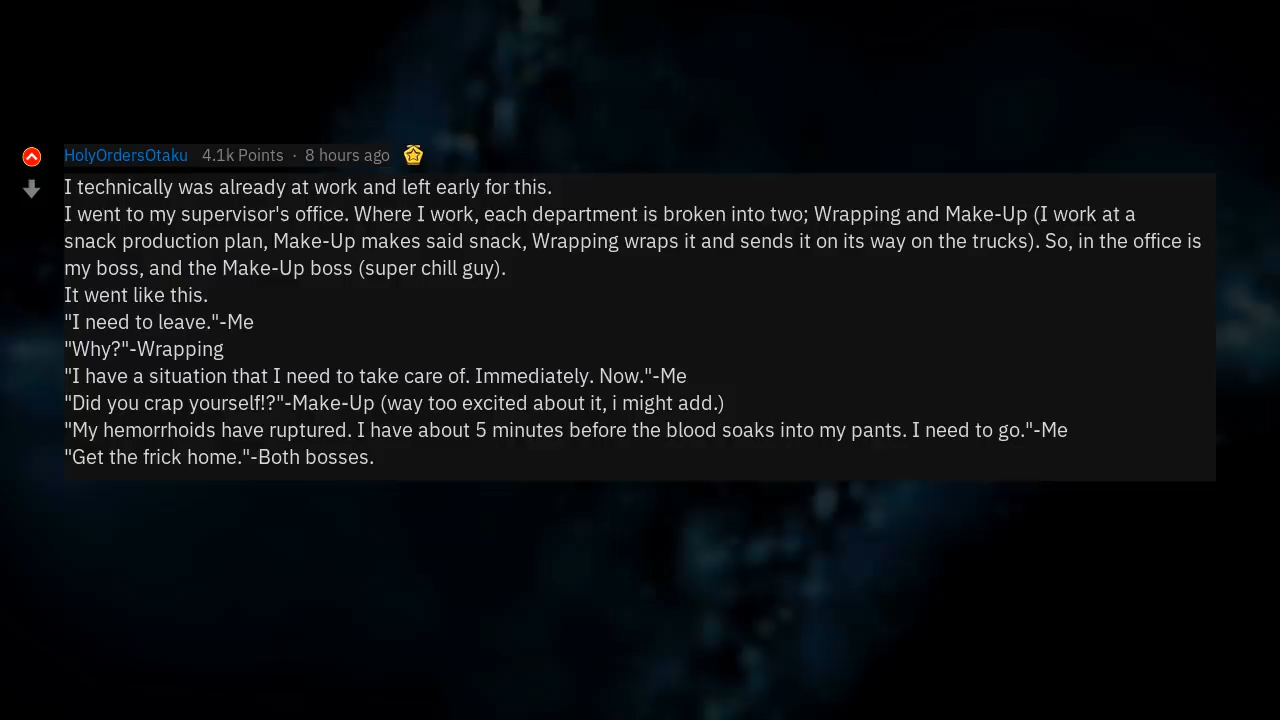 HolyOrdersOtaku 4.1k Points · 8 hours ago
I technically was already at work and left early for this.
I went to my supervisor's office. Where I work, each department is broken into two; Wrapping and Make-Up (I work at a
snack production plan, Make-Up makes said snack, Wrapping wraps it and sends it on its way on the trucks). So, in the office is
my boss, and the Make-Up boss (super chill guy).
It went like this.
"I need to leave."-Me
"Why?"-Wrapping
"I have a situation that I need to take care of. Immediately. Now."-Me
"Did you crap yourself!?"-Make-Up (way too excited about it, i might add.)
"My hemorrhoids have ruptured. I have about 5 minutes before the blood soaks into my pants. I need to go."-Me
"Get the frick home."-Both bosses.